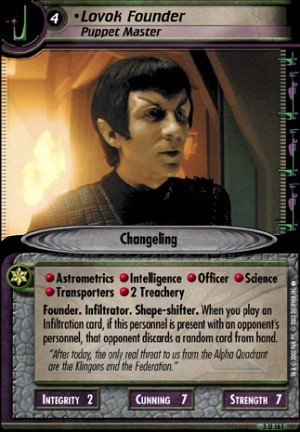 4
•Lovok Founder
Puppet Master
Changeling
•Astrometrics •Intelligence •Officer •Science
•Transporters •2 Treachery
Founder. Infiltrator. Shape-shifter. When you play an
Infiltration card, if this personnel is present with an opponent's
personnel, that opponent discards a random card from hand.
"After today, the only real threat to us from the Alpha Quadrant
are the Klingons and the Federation."
INTEGRITY 2 CUNNING 7 STRENGTH 7